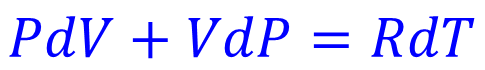 PdV + VdP = RdT